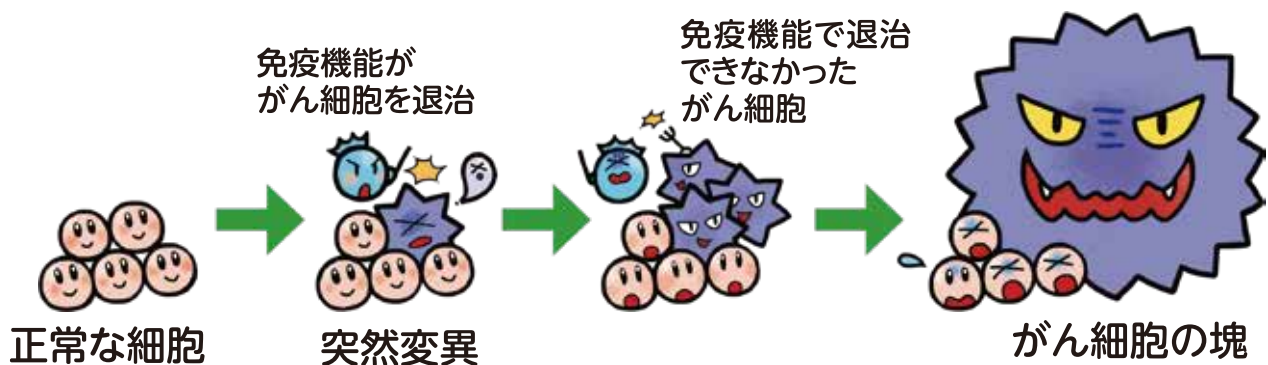 免疫機能が
がん細胞を退治
免疫機能で退治
できなかった
がん細胞
正常な細胞
突然変異
がん細胞の塊